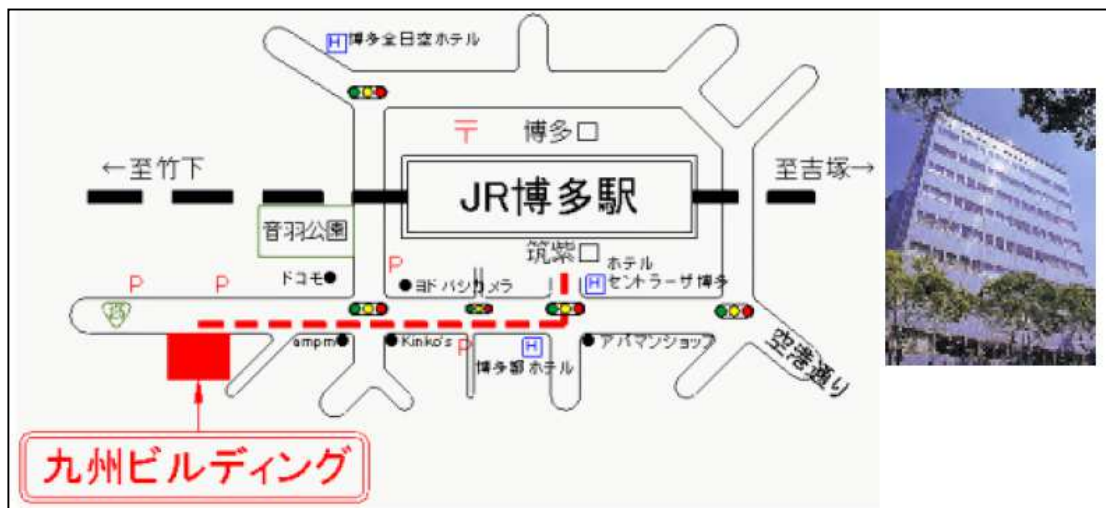 H 博多全日空ホテル
〒 博多口
←至竹下
至吉塚→
JR博多駅
音羽公園
筑紫口
ドコモ
P
P
P
ヨドバシカメラ
H ホテル
セントラーザ博多
ampm
Kinko's
P
H
博多都ホテル
アパマンショップ
空港通り
九州ビルディング